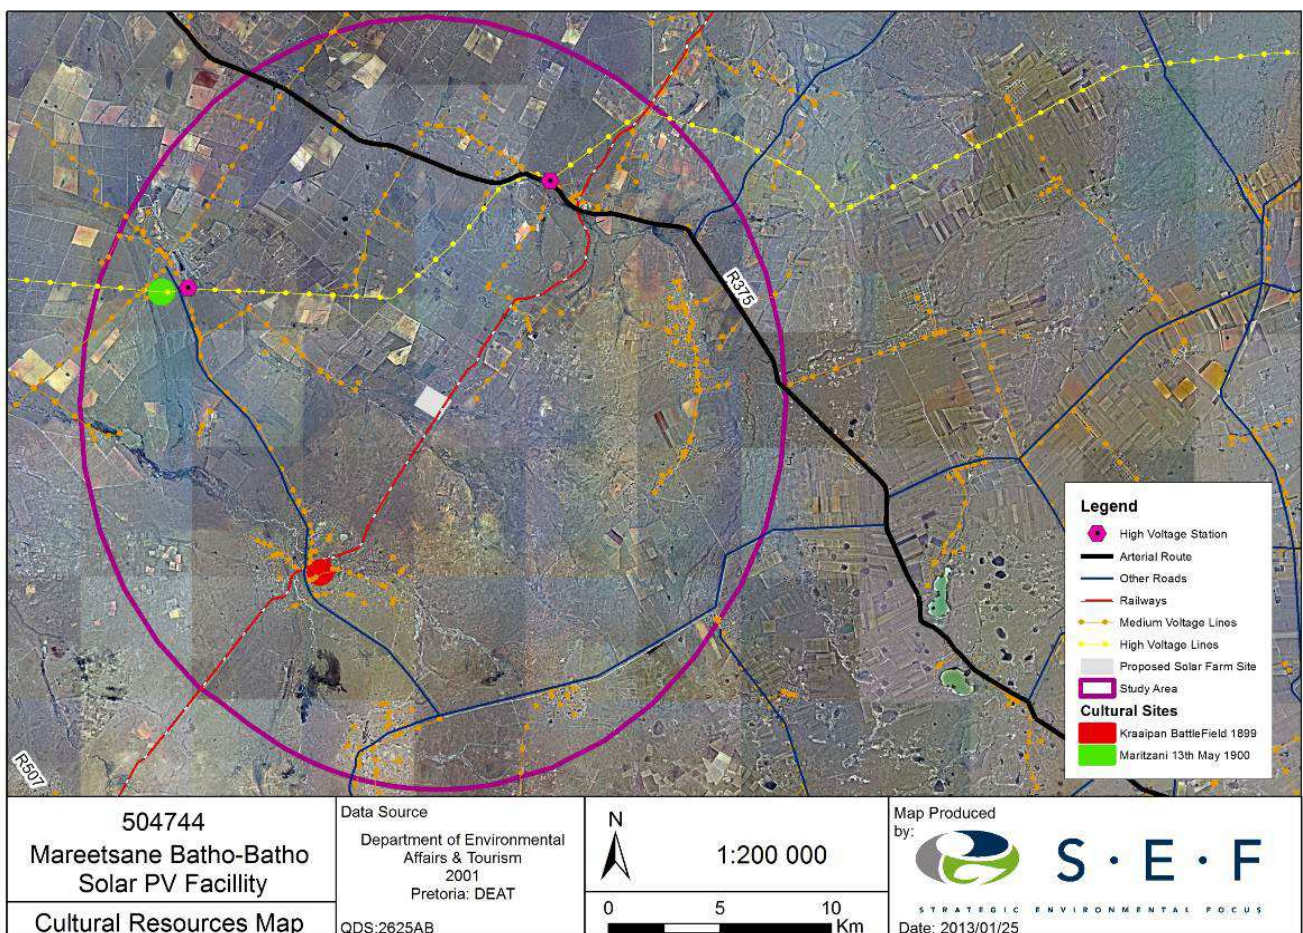 R375
R507
Legend
High Voltage Station
Arterial Route
Other Roads
Railways
Medium Voltage Lines
High Voltage Lines
Proposed Solar Farm Site
Study Area
Cultural Sites
Kraaipan BattleField 1899
Maritzani 13th May 1900
504744
Mareetsane Batho-Batho
Solar PV Facillity
Cultural Resources Map
Data Source
Department of Environmental
Affairs & Tourism
2001
Pretoria: DEAT
QDS:2625AB
N
1:200 000
0 5 10
Km
Map Produced
by:
S·E·F
STRATEGIC ENVIRONMENTAL FOCUS
Date: 2013/01/25